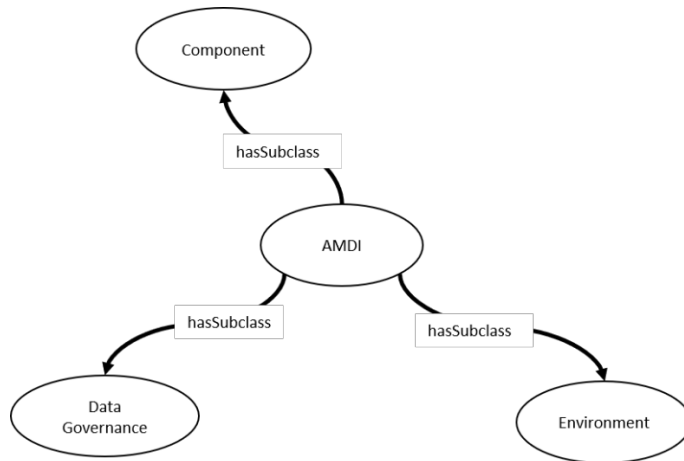 Component
hasSubclass
AMDI
hasSubclass
hasSubclass
Data
Governance
Environment